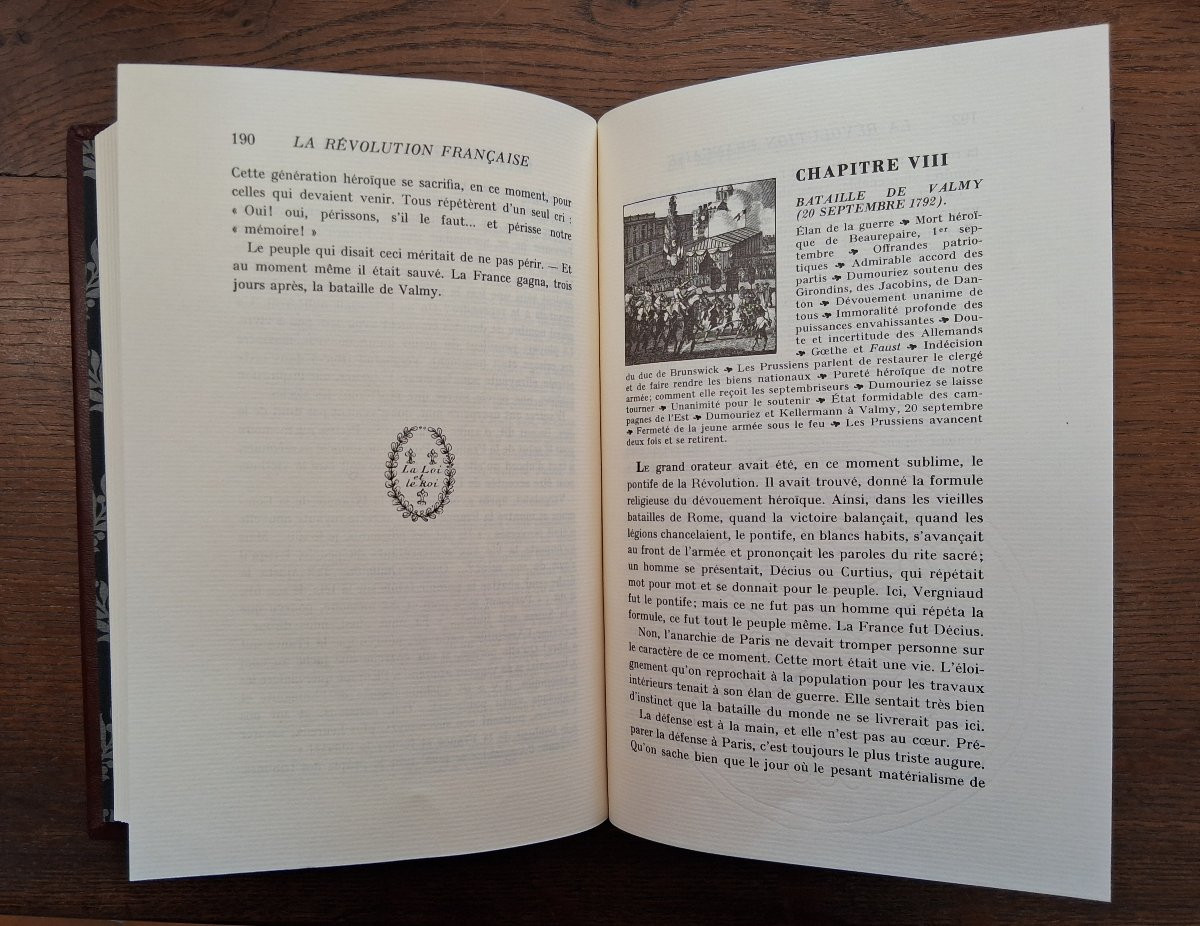 190 LA RÉVOLUTION FRANÇAISE
Cette génération héroïque se sacrifia, en ce moment, pour
celles qui devaient venir. Tous répétèrent d'un seul cri :
« Oui! oui, périssons, s'il le faut... et périsse notre
« mémoire! »
Le peuple qui disait ceci méritait de ne pas périr. — Et
au moment même il était sauvé. La France gagna, trois
jours après, la bataille de Valmy.
La Loi
et
le Roi
CHAPITRE VIII
BATAILLE DE VALMY
(20 SEPTEMBRE 1792).
Élan de la guerre ❧ Mort héroï-
que de Beaurepaire, 1er sep-
tembre ❧ Offrandes patrio-
tiques ❧ Admirable accord des
partis ❧ Dumouriez soutenu des
Girondins, des Jacobins, de Dan-
ton ❧ Dévouement unanime de
tous ❧ Immoralité profonde des
puissances envahissantes ❧ Dou-
te et incertitude des Allemands
❧ Gœthe et Faust ❧ Indécision
du duc de Brunswick ❧ Les Prussiens parlent de restaurer le clergé
et de faire rendre les biens nationaux ❧ Pureté héroïque de notre
armée; comment elle reçoit les septembriseurs ❧ Dumouriez se laisse
tourner ❧ Unanimité pour le soutenir ❧ État formidable des cam-
pagnes de l'Est ❧ Dumouriez et Kellermann à Valmy, 20 septembre
❧ Fermeté de la jeune armée sous le feu ❧ Les Prussiens avancent
deux fois et se retirent.
LE grand orateur avait été, en ce moment sublime, le
pontife de la Révolution. Il avait trouvé, donné la formule
religieuse du dévouement héroïque. Ainsi, dans les vieilles
batailles de Rome, quand la victoire balançait, quand les
légions chancelaient, le pontife, en blancs habits, s'avançait
au front de l'armée et prononçait les paroles du rite sacré;
un homme se présentait, Décius ou Curtius, qui répétait
mot pour mot et se donnait pour le peuple. Ici, Vergniaud
fut le pontife; mais ce ne fut pas un homme qui répéta la
formule, ce fut tout le peuple même. La France fut Décius.
Non, l'anarchie de Paris ne devait tromper personne sur
le caractère de ce moment. Cette mort était une vie. L'éloi-
gnement qu'on reprochait à la population pour les travaux
intérieurs tenait à son élan de guerre. Elle sentait très bien
d'instinct que la bataille du monde ne se livrerait pas ici.
La défense est à la main, et elle n'est pas au cœur. Pré-
parer la défense à Paris, c'est toujours le plus triste augure.
Qu'on sache bien que le jour où le pesant matérialisme de